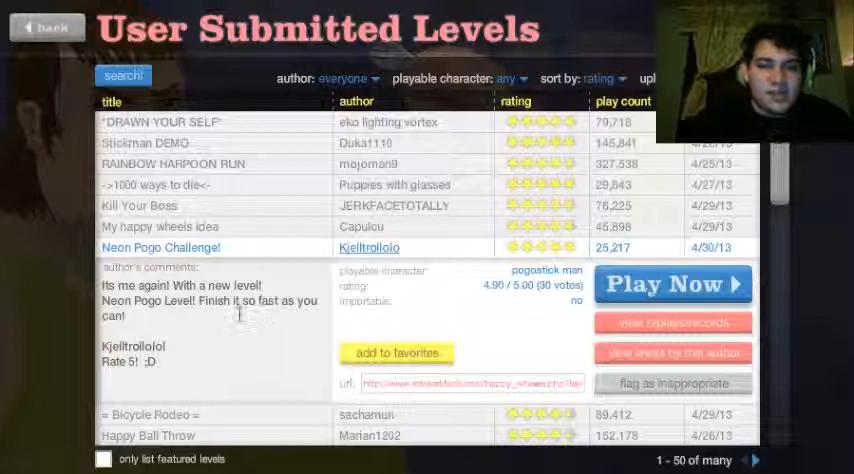 back
User Submitted Levels
search!
author: everyone playable character: any sort by: rating upl
title author rating play count
*DRAWN YOUR SELF* eko lighting vortex 79,718
Stickman DEMO Duka1110 145,841
RAINBOW HARPOON RUN mojoman9 327,538 4/25/13
->1000 ways to die<- Puppies with glasses 29,843 4/27/13
Kill Your Boss JERKFACETOTALLY 76,225 4/29/13
My happy wheels idea Capulcu 45,898 4/29/13
Neon Pogo Challenge! Kjelltrollolo 25,217 4/30/13
author's comments:
Its me again! With a new level!
Neon Pogo Level! Finish it so fast as you
can!
Kjelltrollolol
Rate 5! ;D
playable character: pogostick man
rating: 4.90 / 5.00 (30 votes)
importable: no
add to favorites
url:
Play Now
view replays/records
view levels by this author
flag as inappropriate
= Bicycle Rodeo = sachamun 89,412 4/29/13
Happy Ball Throw Marian1202 152,178 4/26/13
only list featured levels
1 - 50 of many